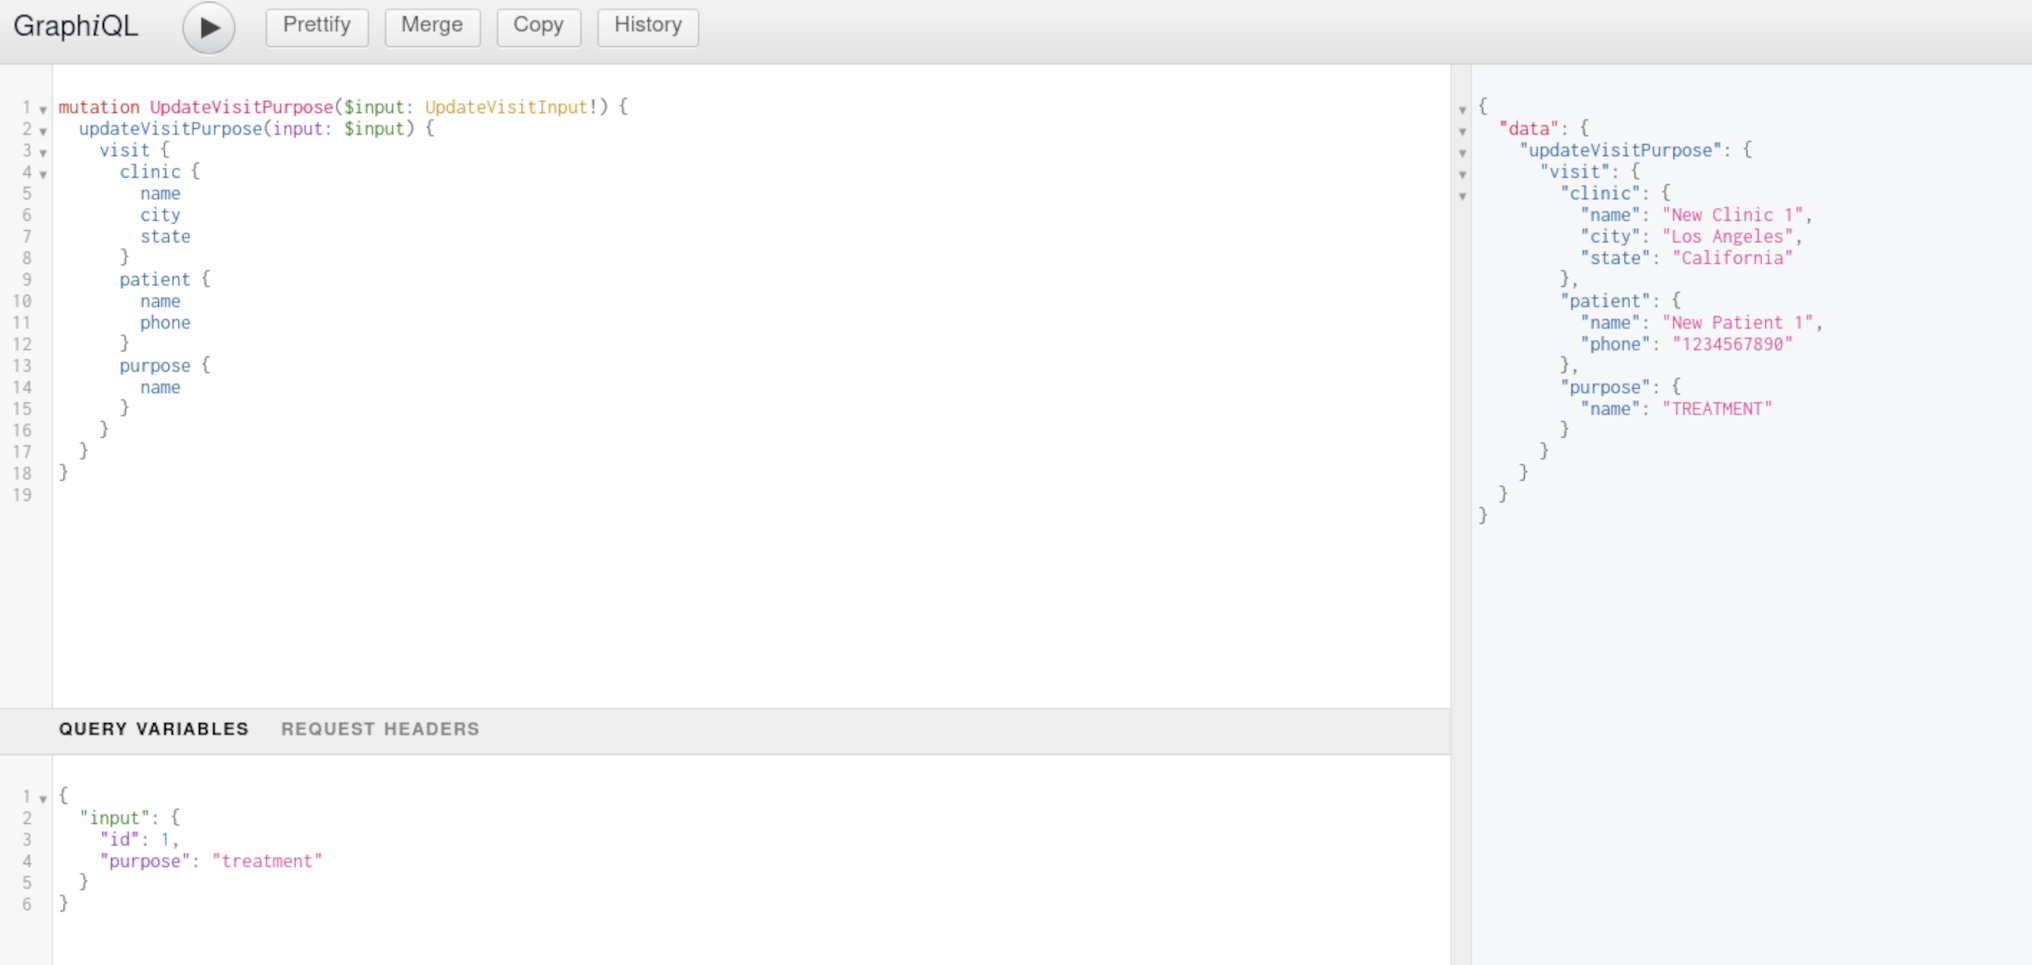 GraphiQL Prettify Merge Copy History
1 mutation UpdateVisitPurpose($input: UpdateVisitInput!) {
2   updateVisitPurpose(input: $input) {
3     visit {
4       clinic {
5         name
6         city
7         state
8       }
9       patient {
10         name
11         phone
12       }
13       purpose {
14         name
15       }
16     }
17   }
18 }
19
QUERY VARIABLES REQUEST HEADERS
1 {
2   "input": {
3     "id": 1,
4     "purpose": "treatment"
5   }
6 }
{
  "data": {
    "updateVisitPurpose": {
      "visit": {
        "clinic": {
          "name": "New Clinic 1",
          "city": "Los Angeles",
          "state": "California"
        },
        "patient": {
          "name": "New Patient 1",
          "phone": "1234567890"
        },
        "purpose": {
          "name": "TREATMENT"
        }
      }
    }
  }
}